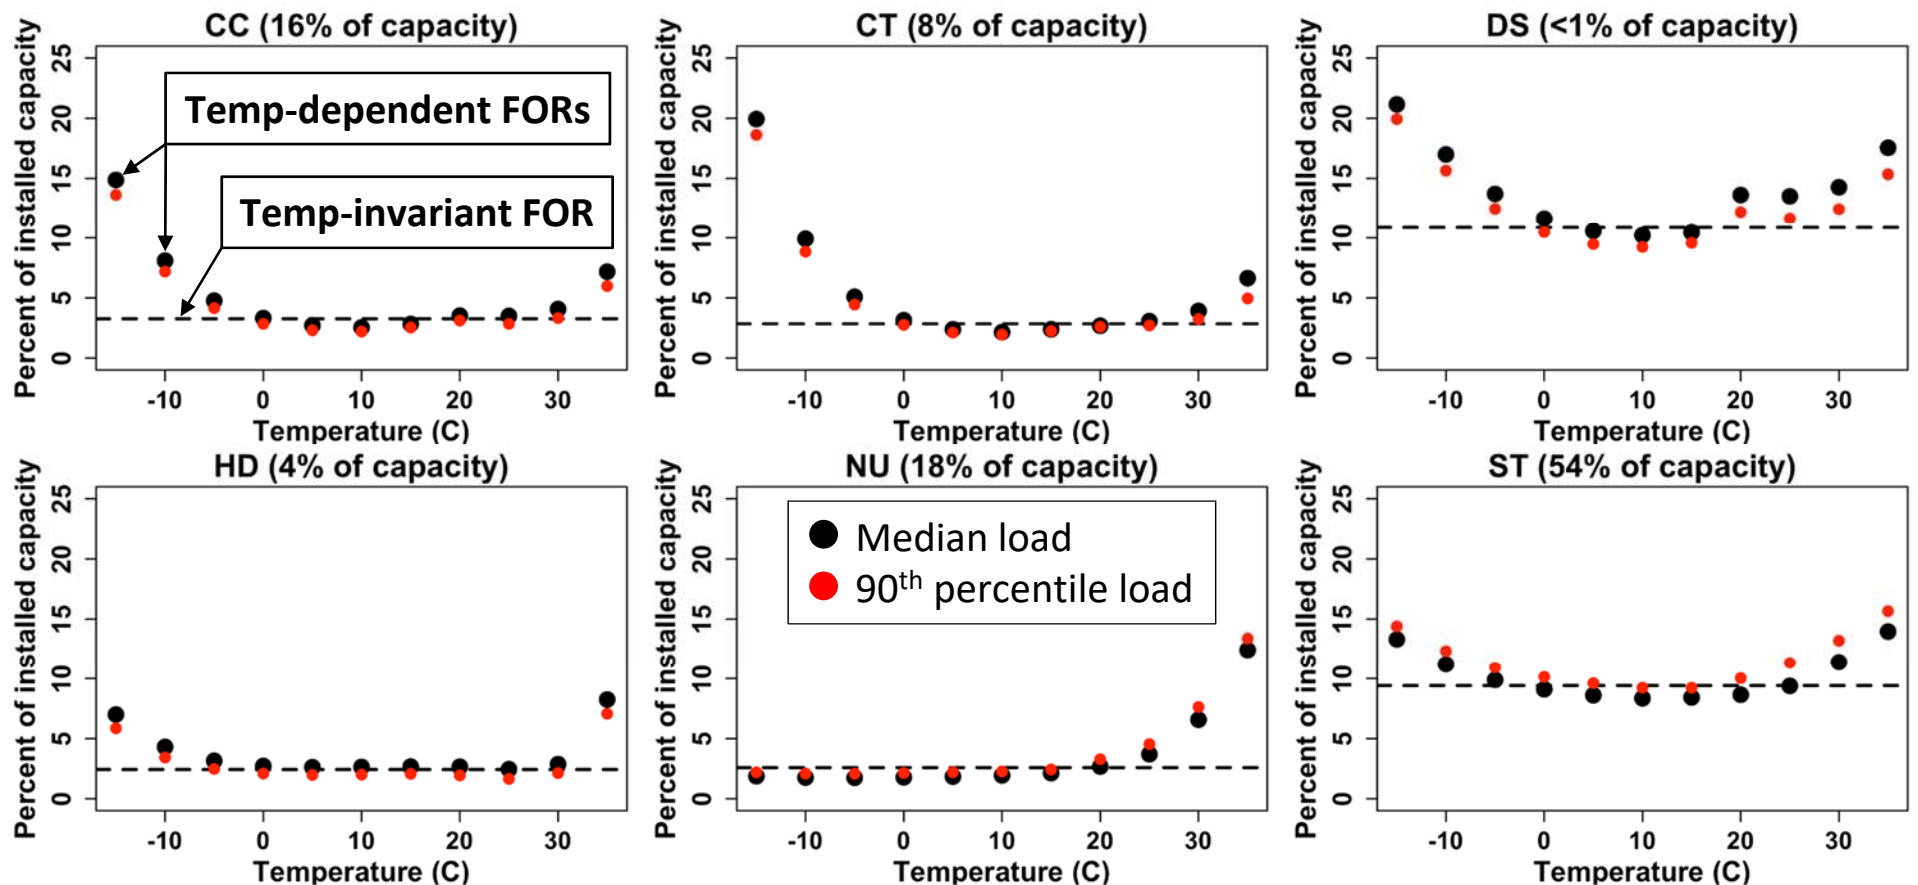 CC (16% of capacity)
Percent of installed capacity
25
20
15
10
5
0
Temp-dependent FORs
Temp-invariant FOR
-10 0 10 20 30
Temperature (C)
CT (8% of capacity)
Percent of installed capacity
25
20
15
10
5
0
-10 0 10 20 30
Temperature (C)
DS (<1% of capacity)
Percent of installed capacity
25
20
15
10
5
0
-10 0 10 20 30
Temperature (C)
HD (4% of capacity)
Percent of installed capacity
25
20
15
10
5
0
-10 0 10 20 30
Temperature (C)
NU (18% of capacity)
Percent of installed capacity
25
20
15
10
5
0
Median load
90th percentile load
-10 0 10 20 30
Temperature (C)
ST (54% of capacity)
Percent of installed capacity
25
20
15
10
5
0
-10 0 10 20 30
Temperature (C)